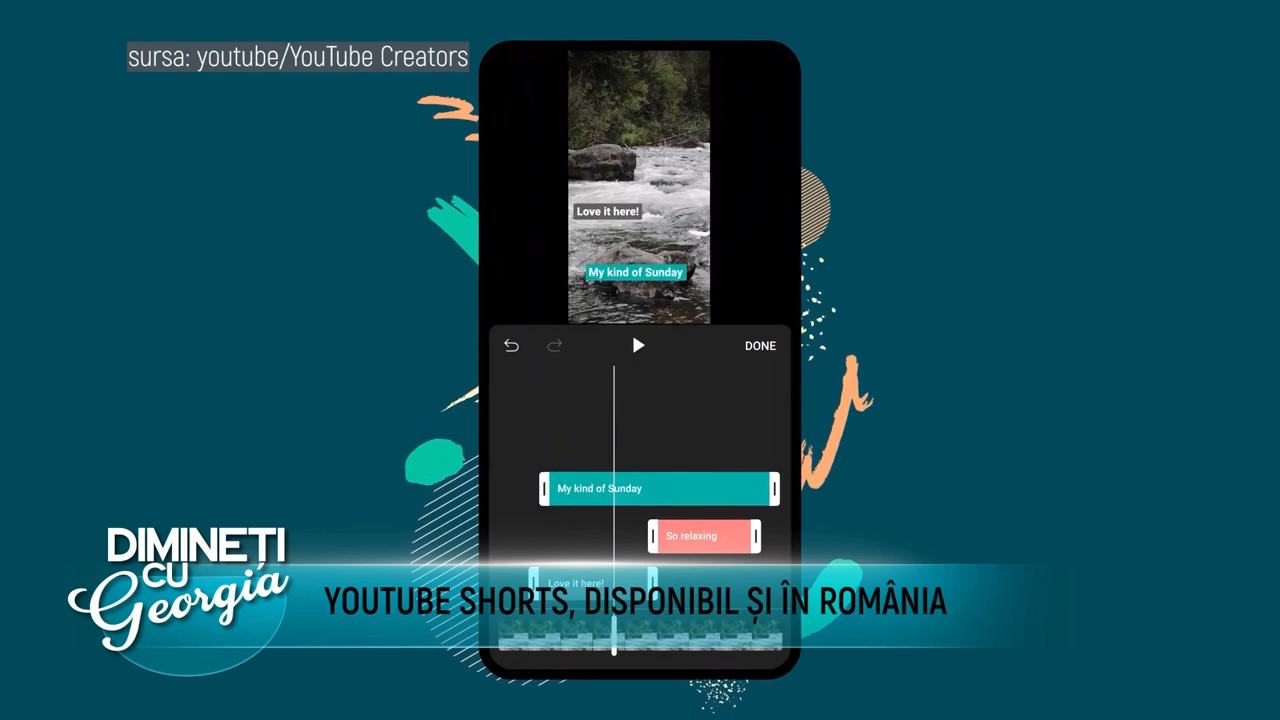 sursa: youtube/YouTube Creators
Love it here!
My kind of Sunday
DONE
My kind of Sunday
So relaxing
Love it here!
DIMINEȚI
CU
Georgia
YOUTUBE SHORTS, DISPONIBIL ȘI ÎN ROMÂNIA